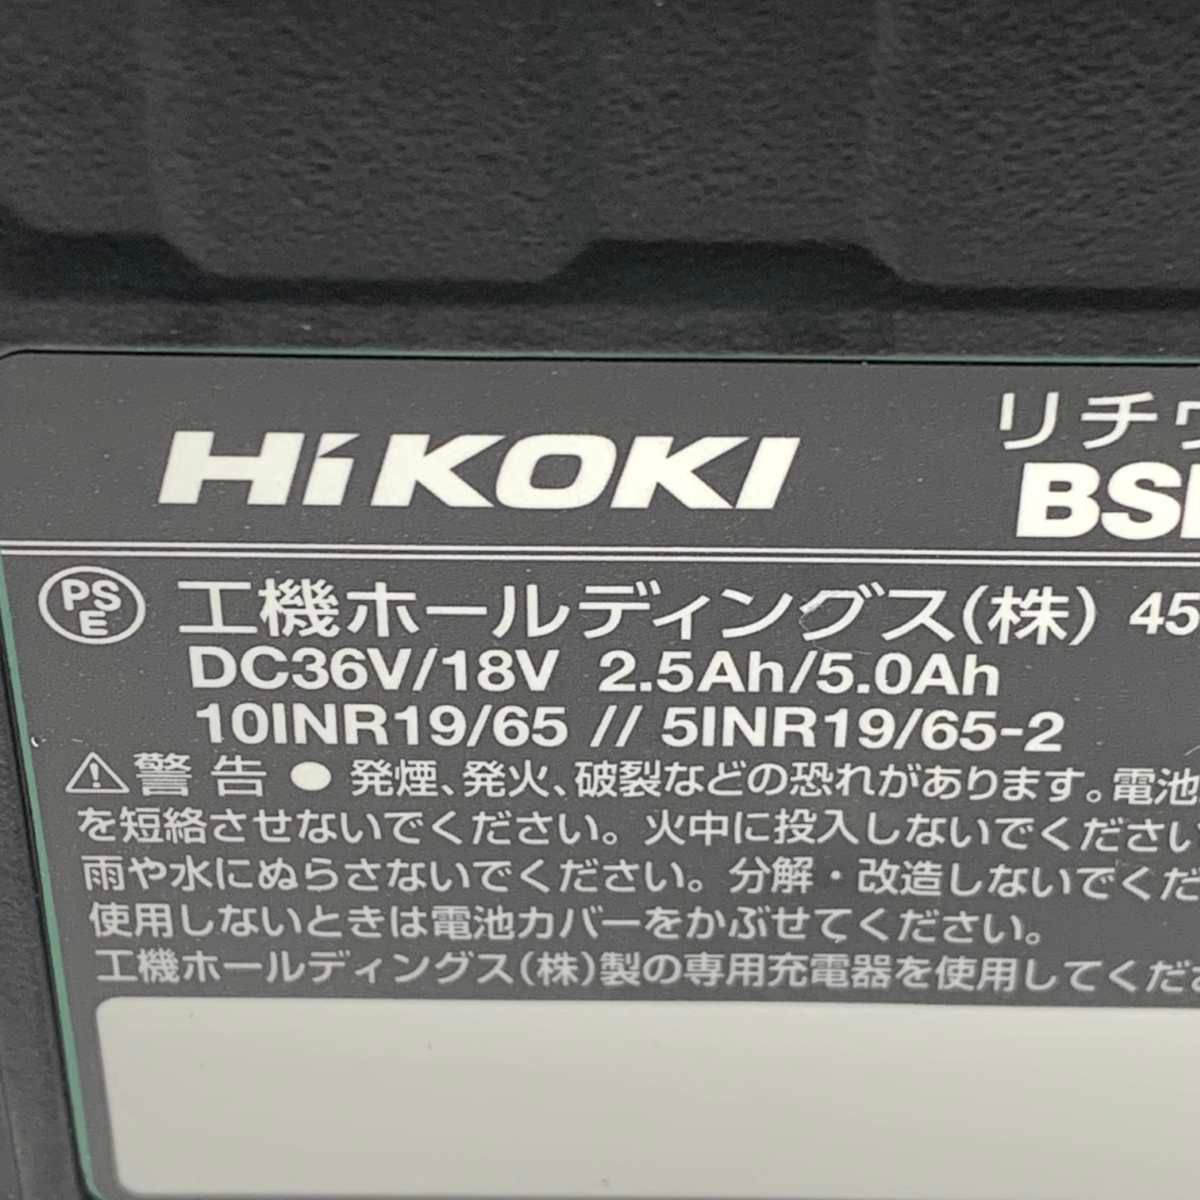 HiKOKI
リチウ
BSL
PSE 工機ホールディングス(株) 45
DC36V/18V 2.5Ah/5.0Ah
10INR19/65 // 5INR19/65-2
⚠警告 ●発煙、発火、破裂などの恐れがあります。電池
を短絡させないでください。火中に投入しないでください
雨や水にぬらさないでください。分解・改造しないでくだ
使用しないときは電池カバーをかぶせてください。
工機ホールディングス(株)製の専用充電器を使用してくださ